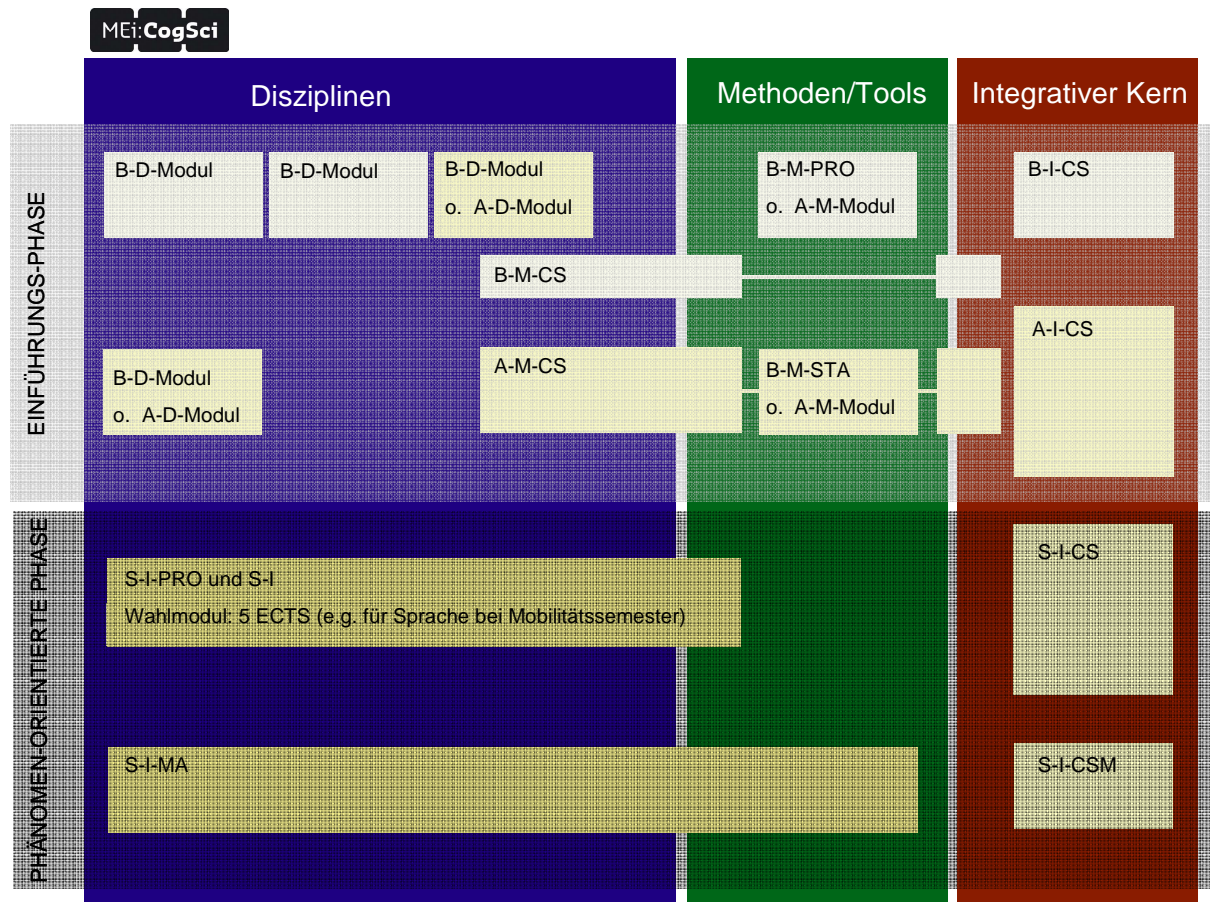 MEi:CogSci
Disziplinen
Methoden/Tools
Integrativer Kern
EINFÜHRUNGS-PHASE
B-D-Modul
B-D-Modul
B-D-Modul
o. A-D-Modul
B-M-PRO
o. A-M-Modul
B-I-CS
B-M-CS
A-I-CS
B-D-Modul
o. A-D-Modul
A-M-CS
B-M-STA
o. A-M-Modul
PHÄNOMEN-ORIENTIERTE PHASE
S-I-PRO und S-I
Wahlmodul: 5 ECTS (e.g. für Sprache bei Mobilitätssemester)
S-I-CS
S-I-MA
S-I-CSM